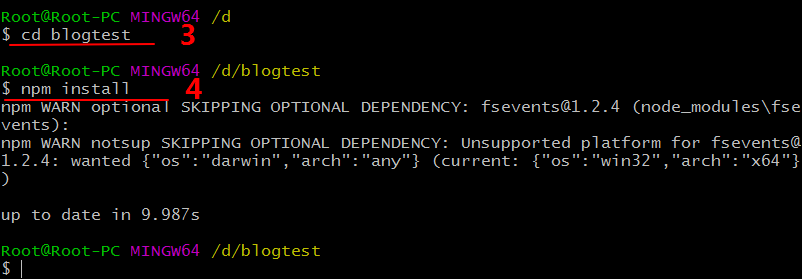 Root@Root-PC MINGW64 /d
$ cd blogtest 3
Root@Root-PC MINGW64 /d/blogtest
$ npm install 4
npm WARN optional SKIPPING OPTIONAL DEPENDENCY: fsevents@1.2.4 (node_modules\fse
vents):
npm WARN notsup SKIPPING OPTIONAL DEPENDENCY: Unsupported platform for fsevents@
1.2.4: wanted {"os":"darwin","arch":"any"} (current: {"os":"win32","arch":"x64"}
)
up to date in 9.987s
Root@Root-PC MINGW64 /d/blogtest
$